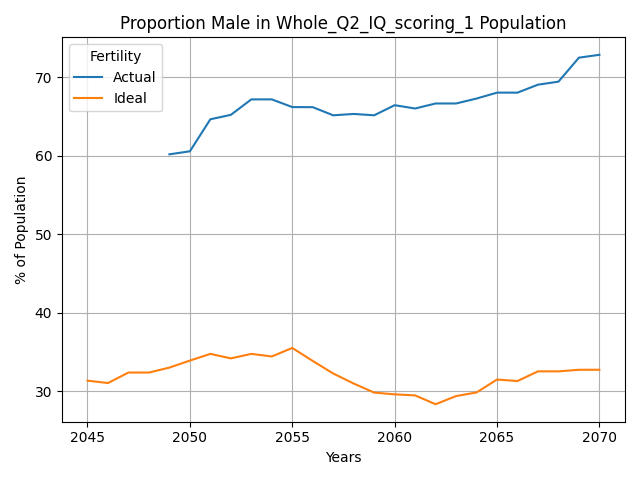 Proportion Male in Whole_Q2_IQ_scoring_1 Population
Fertility
Actual
Ideal
% of Population
70
60
50
40
30
2045 2050 2055 2060 2065 2070
Years